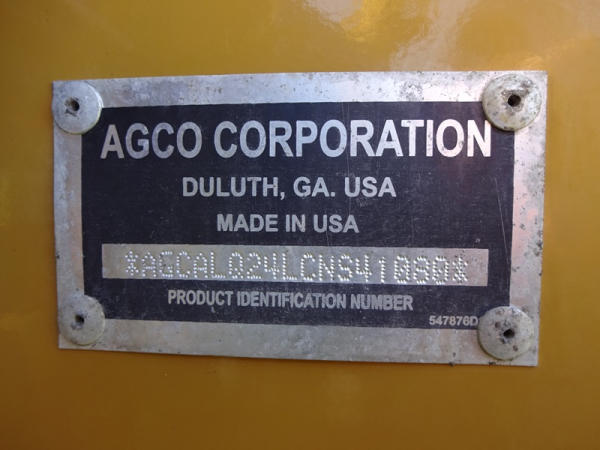 AGCO CORPORATION
DULUTH, GA. USA
MADE IN USA
*AGCAL024LCNS41080*
PRODUCT IDENTIFICATION NUMBER
547876D